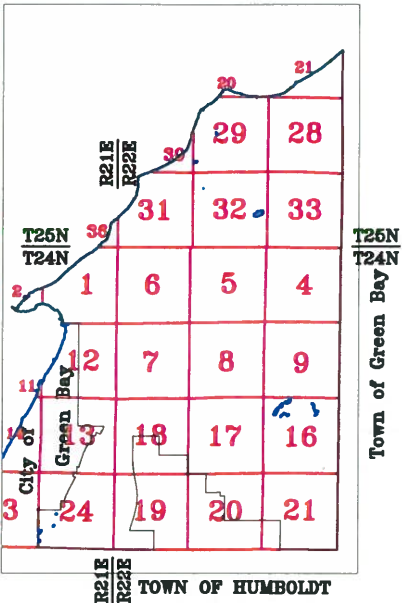 21
20
29 28
30
R21E
R22E
31 32 33
36
T25N
T24N
T25N
T24N
2 1 6 5 4
12 7 8 9
11
14 13 18 17 16
City of
Green Bay
Town of Green Bay
3 24 19 20 21
R21E
R22E
TOWN OF HUMBOLDT